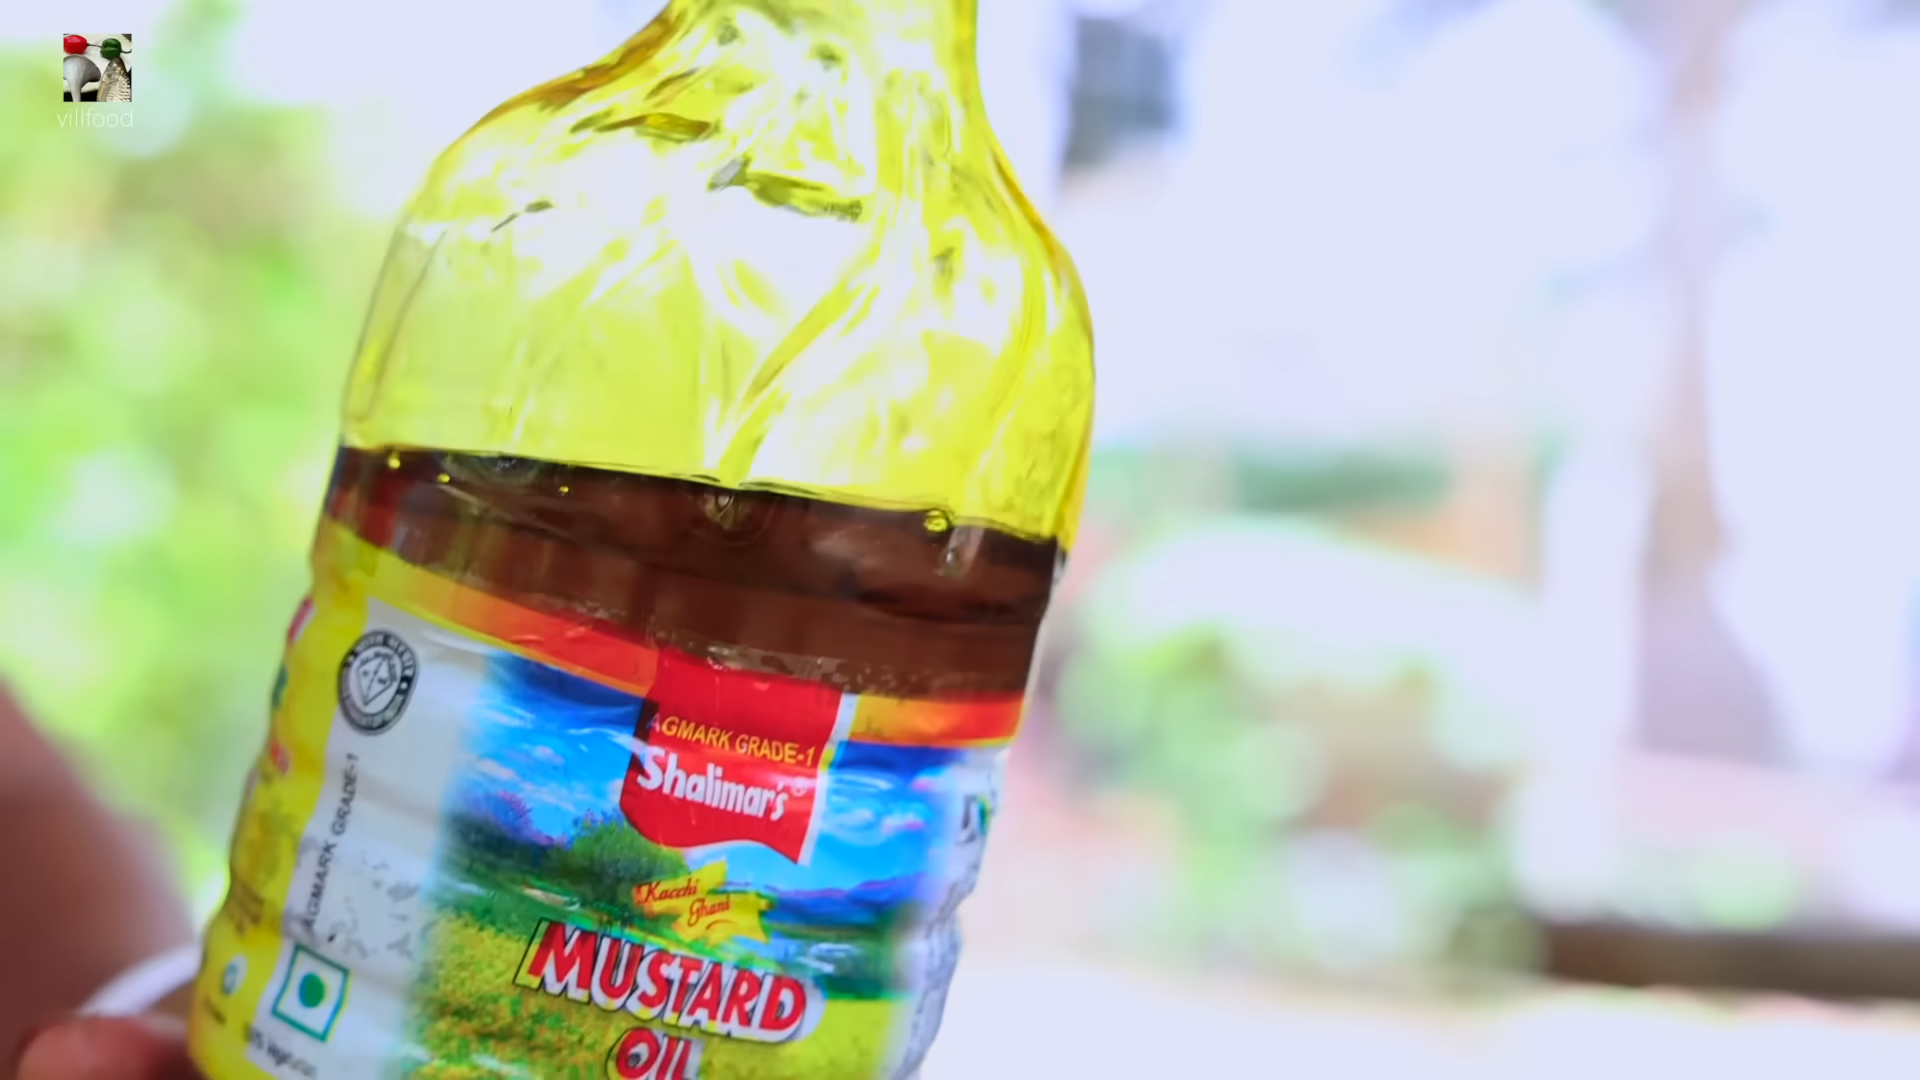 villfood
AGMARK GRADE-1
Shalimar's®
Kacchi
Ghani
MUSTARD
OIL
AGMARK GRADE-1